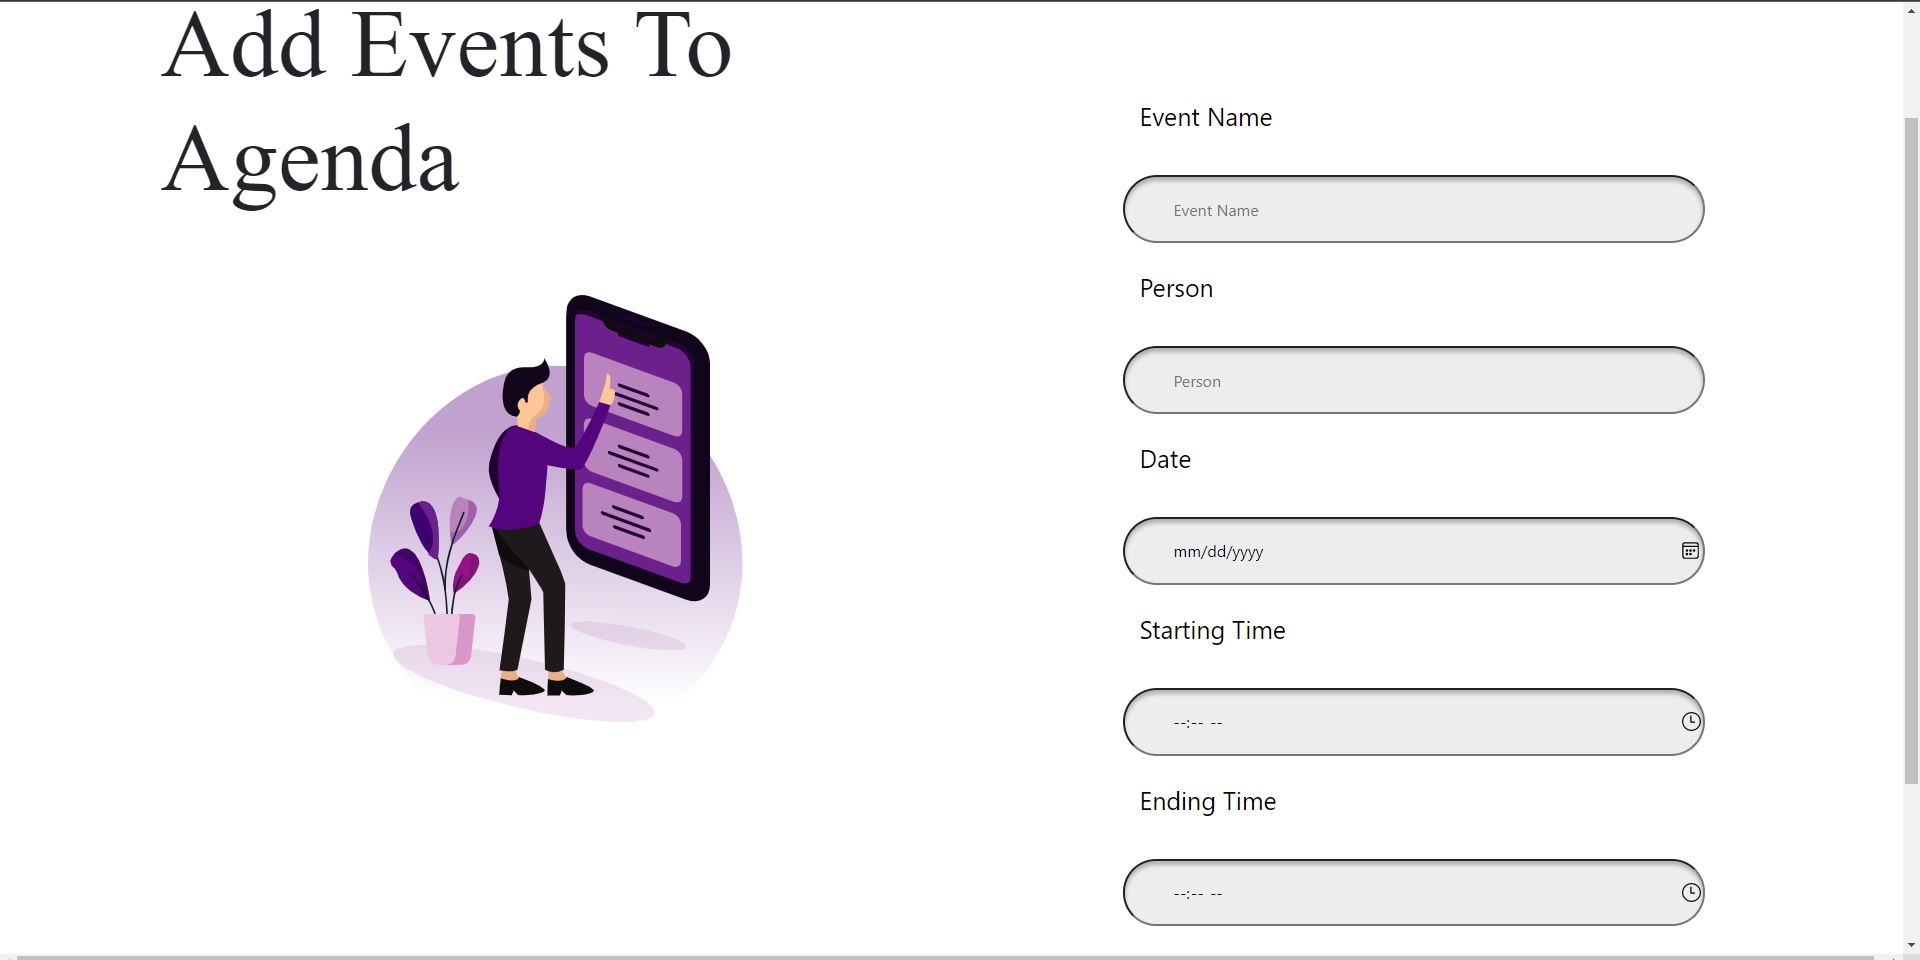 Add Events To
Agenda
Event Name
Event Name
Person
Person
Date
mm/dd/yyyy
Starting Time
--:-- --
Ending Time
--:-- --